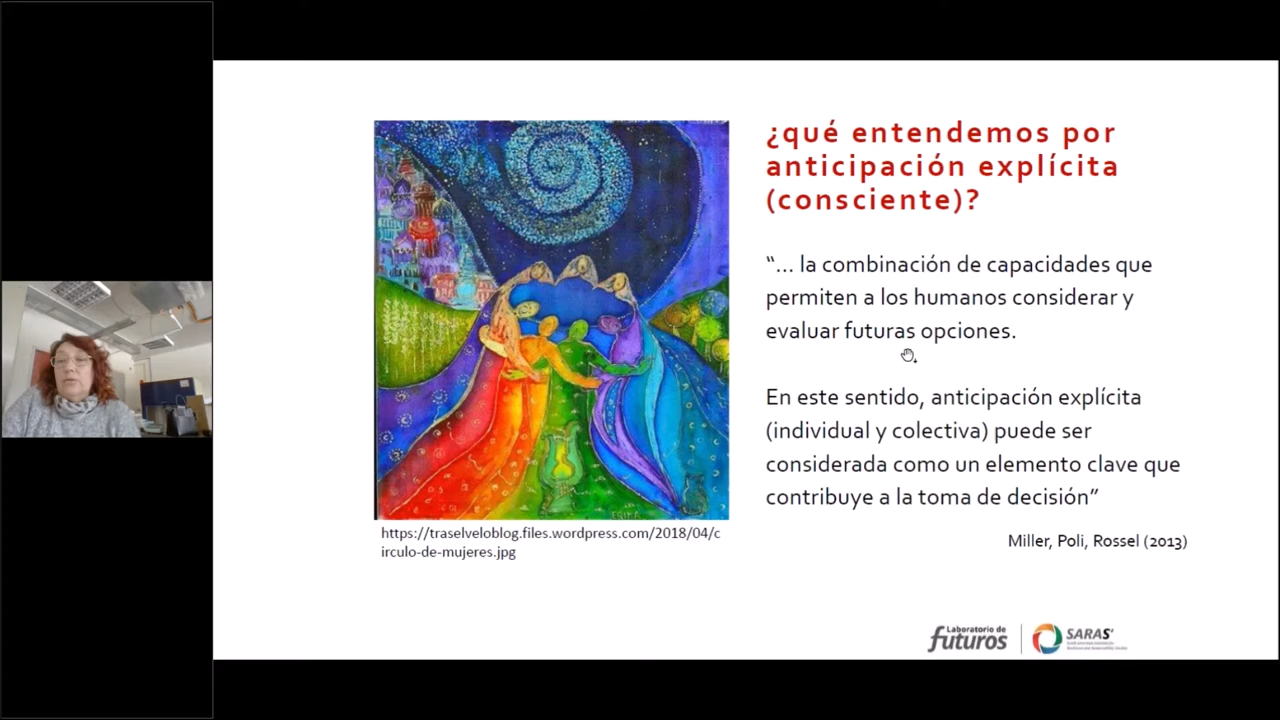 ¿qué entendemos por
anticipación explícita
(consciente)?
“... la combinación de capacidades que
permiten a los humanos considerar y
evaluar futuras opciones.
En este sentido, anticipación explícita
(individual y colectiva) puede ser
considerada como un elemento clave que
contribuye a la toma de decisión”
Miller, Poli, Rossel (2013)
https://traselveloblog.files.wordpress.com/2018/04/c
irculo-de-mujeres.jpg
Laboratorio de
futuros
SARAS²